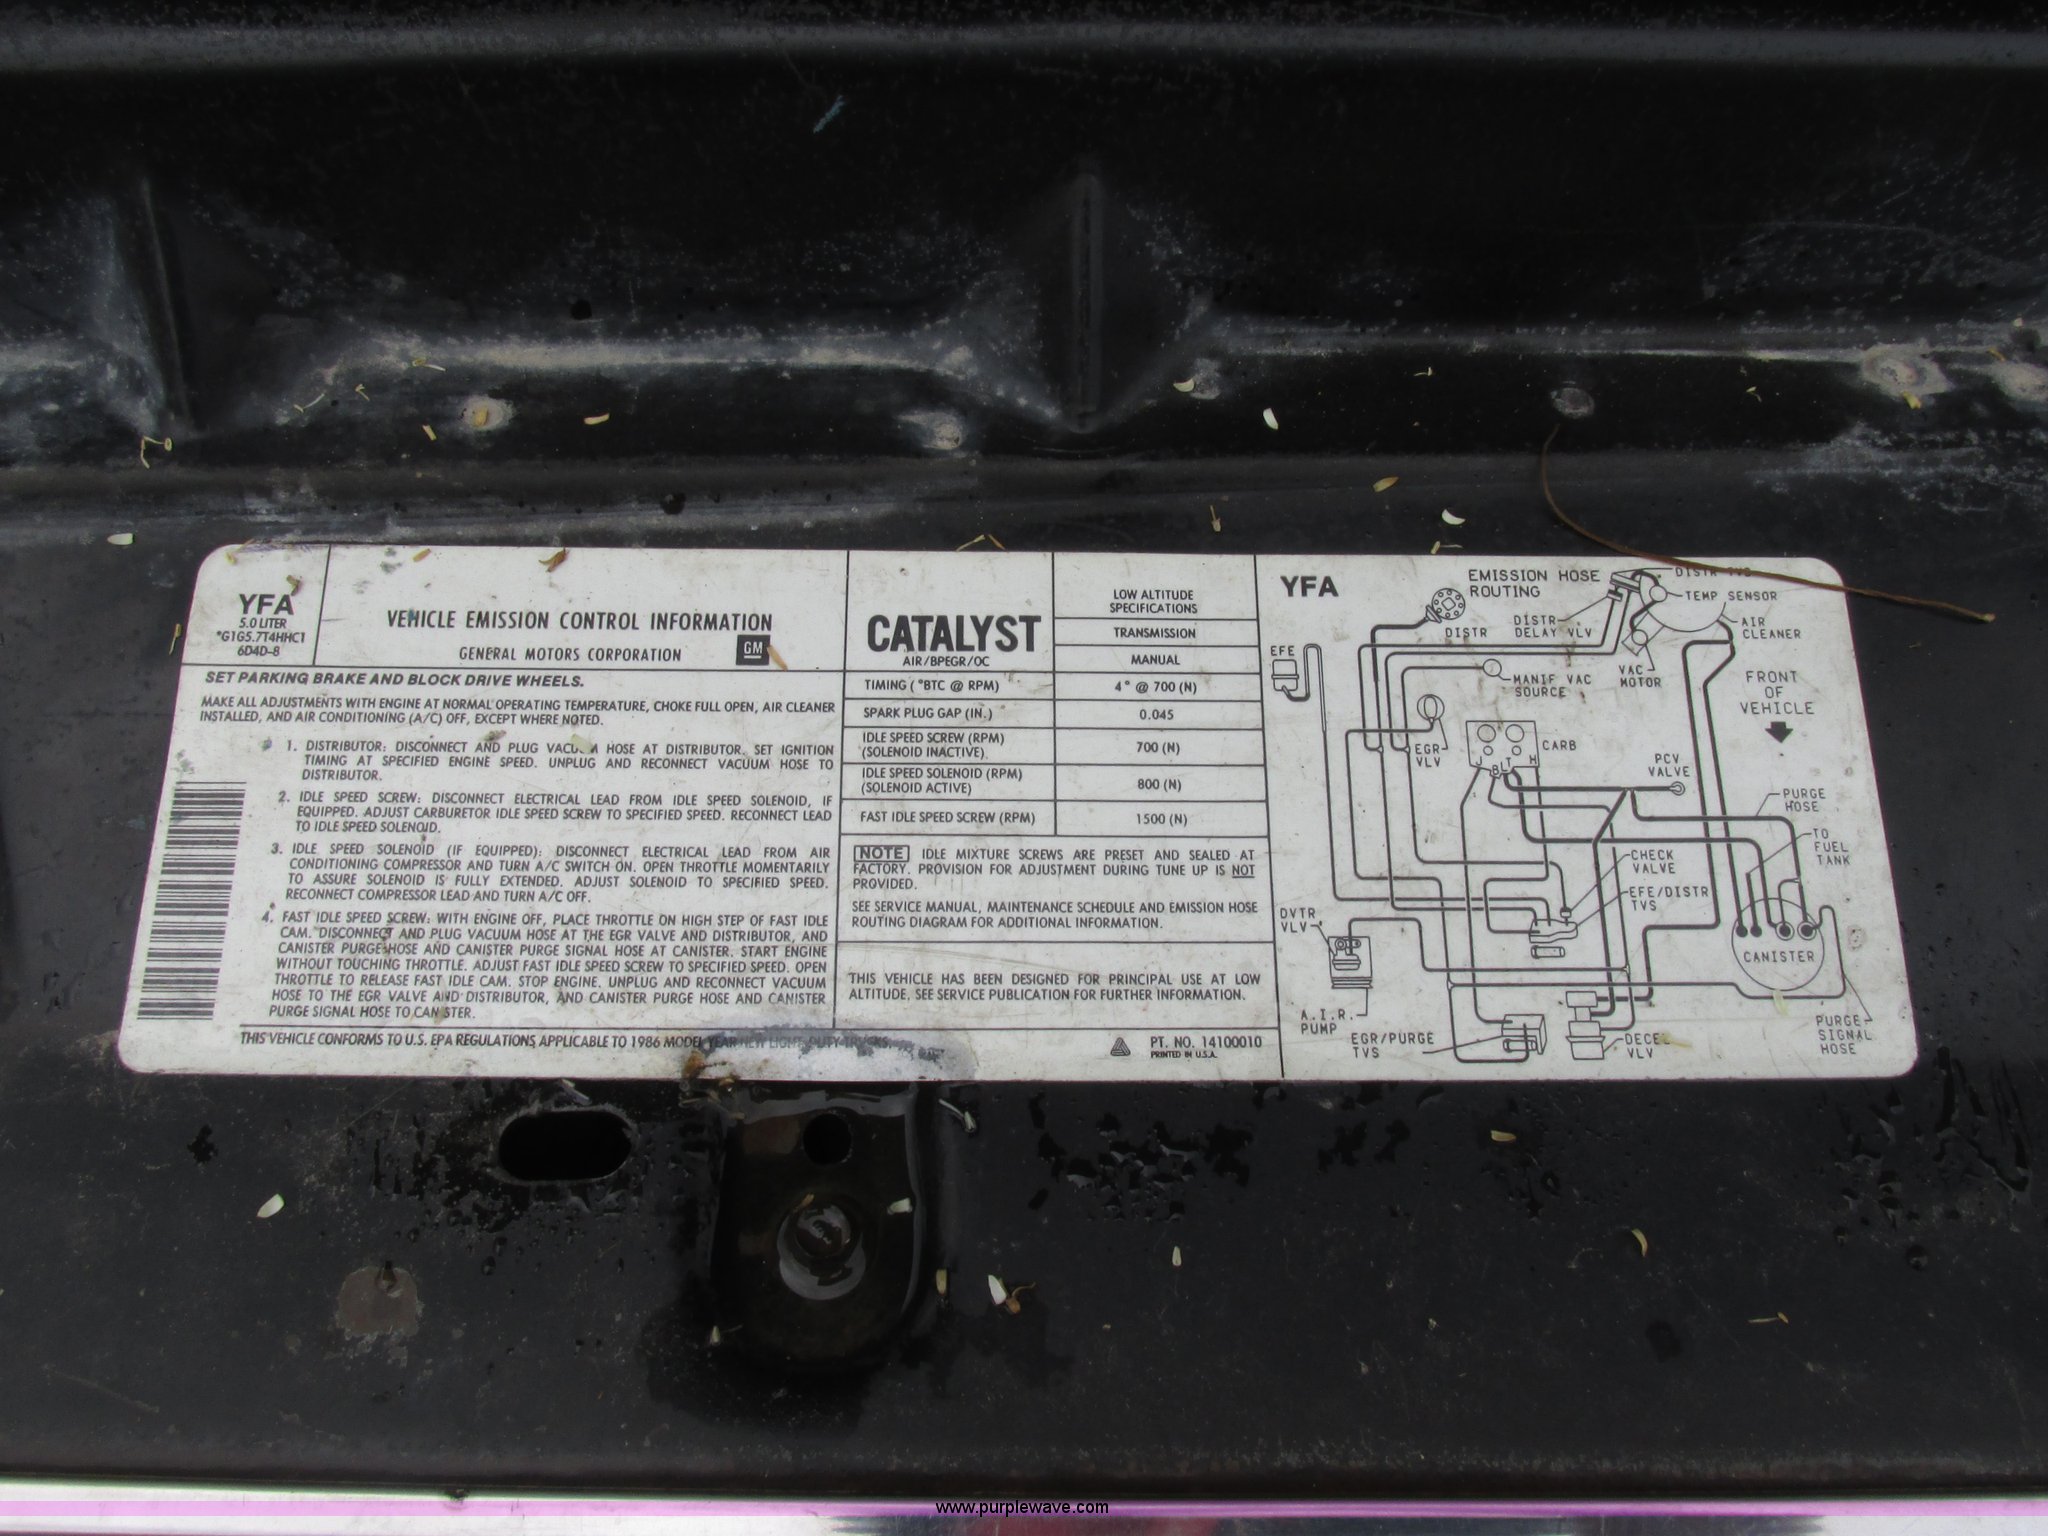 YFA
5.0 LITER
*G1G5.7T4HHC1
6D4D-8
VEHICLE EMISSION CONTROL INFORMATION
GENERAL MOTORS CORPORATION
GM
SET PARKING BRAKE AND BLOCK DRIVE WHEELS.
MAKE ALL ADJUSTMENTS WITH ENGINE AT NORMAL OPERATING TEMPERATURE, CHOKE FULL OPEN, AIR CLEANER
INSTALLED, AND AIR CONDITIONING (A/C) OFF, EXCEPT WHERE NOTED.
1. DISTRIBUTOR: DISCONNECT AND PLUG VACUUM HOSE AT DISTRIBUTOR. SET IGNITION
TIMING AT SPECIFIED ENGINE SPEED. UNPLUG AND RECONNECT VACUUM HOSE TO
DISTRIBUTOR.
2. IDLE SPEED SCREW: DISCONNECT ELECTRICAL LEAD FROM IDLE SPEED SOLENOID, IF
EQUIPPED. ADJUST CARBURETOR IDLE SPEED SCREW TO SPECIFIED SPEED. RECONNECT LEAD
TO IDLE SPEED SOLENOID.
3. IDLE SPEED SOLENOID (IF EQUIPPED): DISCONNECT ELECTRICAL LEAD FROM AIR
CONDITIONING COMPRESSOR AND TURN A/C SWITCH ON. OPEN THROTTLE MOMENTARILY
TO ASSURE SOLENOID IS FULLY EXTENDED. ADJUST SOLENOID TO SPECIFIED SPEED.
RECONNECT COMPRESSOR LEAD AND TURN A/C OFF.
4. FAST IDLE SPEED SCREW: WITH ENGINE OFF, PLACE THROTTLE ON HIGH STEP OF FAST IDLE
CAM. DISCONNECT AND PLUG VACUUM HOSE AT THE EGR VALVE AND DISTRIBUTOR, AND
CANISTER PURGE HOSE AND CANISTER PURGE SIGNAL HOSE AT CANISTER. START ENGINE
WITHOUT TOUCHING THROTTLE. ADJUST FAST IDLE SPEED SCREW TO SPECIFIED SPEED. OPEN
THROTTLE TO RELEASE FAST IDLE CAM. STOP ENGINE. UNPLUG AND RECONNECT VACUUM
HOSE TO THE EGR VALVE AND DISTRIBUTOR, AND CANISTER PURGE HOSE AND CANISTER
PURGE SIGNAL HOSE TO CANISTER.
THIS VEHICLE CONFORMS TO U.S. EPA REGULATIONS APPLICABLE TO 1986 MODEL YEAR NEW LIGHT DUTY TRUCKS.
CATALYST
AIR/BPEGR/OC
LOW ALTITUDE
SPECIFICATIONS
TRANSMISSION
MANUAL
TIMING (°BTC @ RPM) 4° @ 700 (N)
SPARK PLUG GAP (IN.) 0.045
IDLE SPEED SCREW (RPM)
(SOLENOID INACTIVE) 700 (N)
IDLE SPEED SOLENOID (RPM)
(SOLENOID ACTIVE) 800 (N)
FAST IDLE SPEED SCREW (RPM) 1500 (N)
NOTE IDLE MIXTURE SCREWS ARE PRESET AND SEALED AT
FACTORY. PROVISION FOR ADJUSTMENT DURING TUNE UP IS NOT
PROVIDED.
SEE SERVICE MANUAL, MAINTENANCE SCHEDULE AND EMISSION HOSE
ROUTING DIAGRAM FOR ADDITIONAL INFORMATION.
THIS VEHICLE HAS BEEN DESIGNED FOR PRINCIPAL USE AT LOW
ALTITUDE. SEE SERVICE PUBLICATION FOR FURTHER INFORMATION.
PT. NO. 14100010
PRINTED IN U.S.A.
YFA
EMISSION HOSE
ROUTING
DISTR TVS
TEMP SENSOR
DISTR
DISTR
DELAY VLV
AIR
CLEANER
EFE
VAC
MOTOR
MANIF VAC
SOURCE
FRONT
OF
VEHICLE
EGR
VLV
CARB
J B L T H
PCV
VALVE
PURGE
HOSE
TO
FUEL
TANK
CHECK
VALVE
EFE/DISTR
TVS
DVTR
VLV
CANISTER
A.I.R.
PUMP
EGR/PURGE
TVS
DECEL
VLV
PURGE
SIGNAL
HOSE
www.purplewave.com